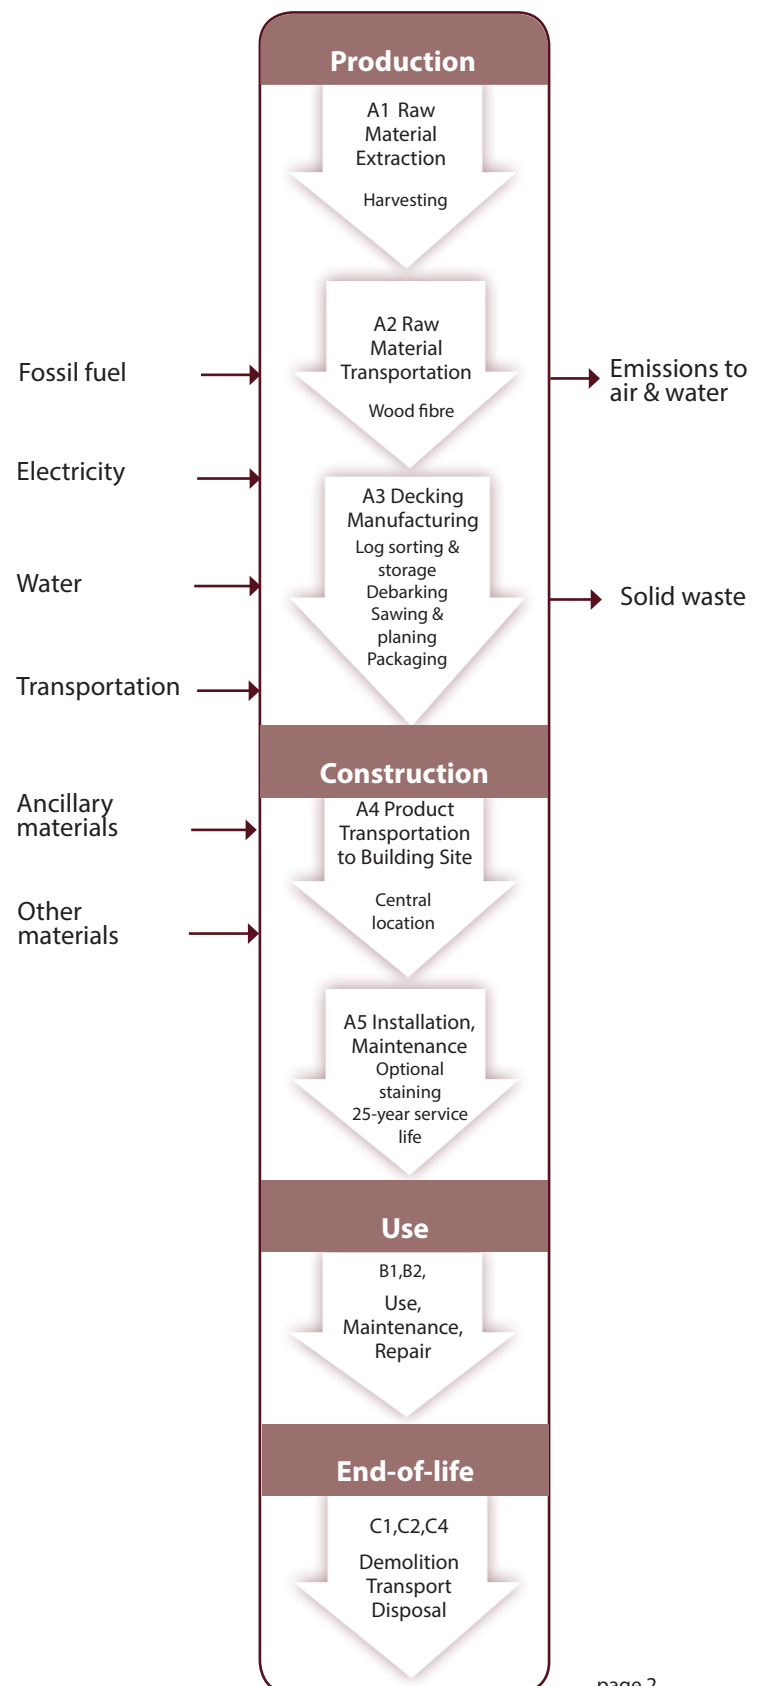 Production
A1 Raw
Material
Extraction
Harvesting
A2 Raw
Material
Transportation
Wood fibre
A3 Decking
Manufacturing
Log sorting &
storage
Debarking
Sawing &
planing
Packaging
Fossil fuel
Electricity
Water
Transportation
Ancillary
materials
Other
materials
Emissions to
air & water
Solid waste
Construction
A4 Product
Transportation
to Building Site
Central
location
A5 Installation,
Maintenance
Optional
staining
25-year service
life
Use
B1,B2,
Use,
Maintenance,
Repair
End-of-life
C1,C2,C4
Demolition
Transport
Disposal
page 2